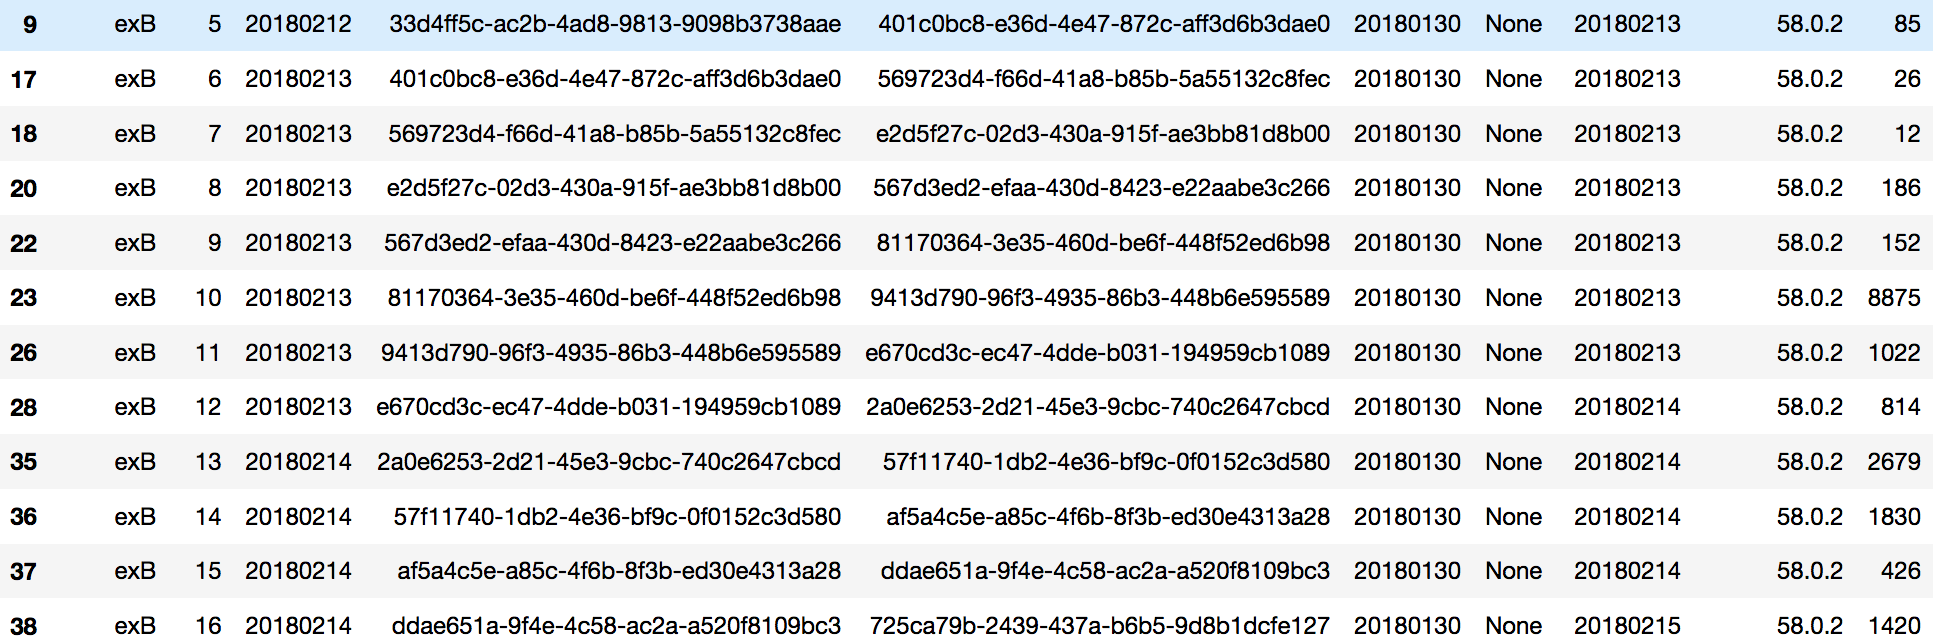 9 exB 5 20180212 33d4ff5c-ac2b-4ad8-9813-9098b3738aae 401c0bc8-e36d-4e47-872c-aff3d6b3dae0 20180130 None 20180213 58.0.2 85
17 exB 6 20180213 401c0bc8-e36d-4e47-872c-aff3d6b3dae0 569723d4-f66d-41a8-b85b-5a55132c8fec 20180130 None 20180213 58.0.2 26
18 exB 7 20180213 569723d4-f66d-41a8-b85b-5a55132c8fec e2d5f27c-02d3-430a-915f-ae3bb81d8b00 20180130 None 20180213 58.0.2 12
20 exB 8 20180213 e2d5f27c-02d3-430a-915f-ae3bb81d8b00 567d3ed2-efaa-430d-8423-e22aabe3c266 20180130 None 20180213 58.0.2 186
22 exB 9 20180213 567d3ed2-efaa-430d-8423-e22aabe3c266 81170364-3e35-460d-be6f-448f52ed6b98 20180130 None 20180213 58.0.2 152
23 exB 10 20180213 81170364-3e35-460d-be6f-448f52ed6b98 9413d790-96f3-4935-86b3-448b6e595589 20180130 None 20180213 58.0.2 8875
26 exB 11 20180213 9413d790-96f3-4935-86b3-448b6e595589 e670cd3c-ec47-4dde-b031-194959cb1089 20180130 None 20180213 58.0.2 1022
28 exB 12 20180213 e670cd3c-ec47-4dde-b031-194959cb1089 2a0e6253-2d21-45e3-9cbc-740c2647cbcd 20180130 None 20180214 58.0.2 814
35 exB 13 20180214 2a0e6253-2d21-45e3-9cbc-740c2647cbcd 57f11740-1db2-4e36-bf9c-0f0152c3d580 20180130 None 20180214 58.0.2 2679
36 exB 14 20180214 57f11740-1db2-4e36-bf9c-0f0152c3d580 af5a4c5e-a85c-4f6b-8f3b-ed30e4313a28 20180130 None 20180214 58.0.2 1830
37 exB 15 20180214 af5a4c5e-a85c-4f6b-8f3b-ed30e4313a28 ddae651a-9f4e-4c58-ac2a-a520f8109bc3 20180130 None 20180214 58.0.2 426
38 exB 16 20180214 ddae651a-9f4e-4c58-ac2a-a520f8109bc3 725ca79b-2439-437a-b6b5-9d8b1dcfe127 20180130 None 20180215 58.0.2 1420